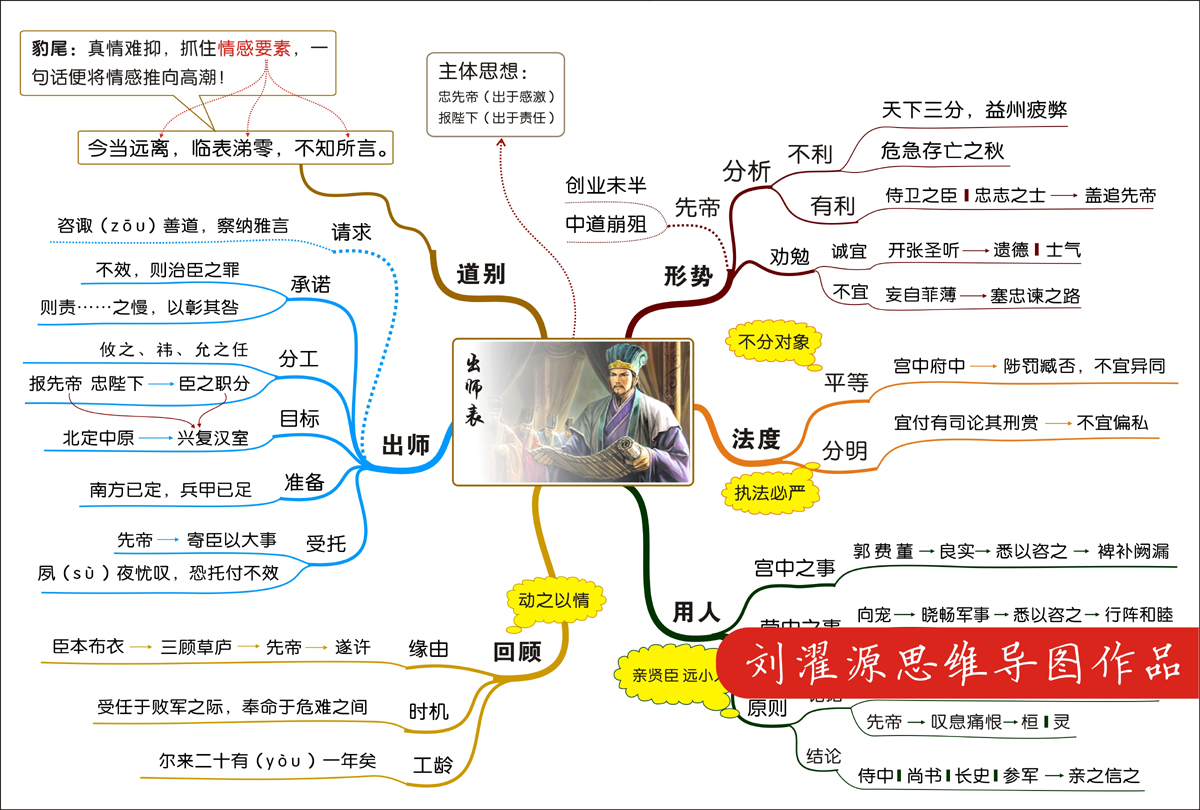 豹尾：真情难抑，抓住情感要素，一
句话便将情感推向高潮！
今当远离，临表涕零，不知所言。
主体思想：
忠先帝（出于感激）
报陛下（出于责任）
道别
出师表
形势
先帝
创业未半
中道崩殂
分析
不利
天下三分，益州疲弊
危急存亡之秋
有利
侍卫之臣 忠志之士 → 盖追先帝
劝勉
诚宜
开张圣听 → 遗德 士气
不宜
妄自菲薄 → 塞忠谏之路
法度
不分对象
平等
宫中府中 → 陟罚臧否，不宜异同
分明
宜付有司论其刑赏 → 不宜偏私
执法必严
用人
宫中之事
郭 费 董 → 良实 → 悉以咨之 → 裨补阙漏
营中之事
向宠 → 晓畅军事 → 悉以咨之 → 行阵和睦
亲贤臣 远小
刘濯源思维导图作品
原则
先帝 → 叹息痛恨 → 桓 灵
结论
侍中 尚书 长史 参军 → 亲之信之
回顾
动之以情
缘由
臣本布衣 → 三顾草庐 → 先帝 → 遂许
时机
受任于败军之际，奉命于危难之间
工龄
尔来二十有（yòu）一年矣
出师
请求
咨诹（zōu）善道，察纳雅言
承诺
不效，则治臣之罪
则责……之慢，以彰其咎
分工
攸之、祎、允之任
报先帝 忠陛下 → 臣之职分
目标
北定中原 → 兴复汉室
准备
南方已定，兵甲已足
受托
先帝 → 寄臣以大事
夙（sù）夜忧叹，恐托付不效